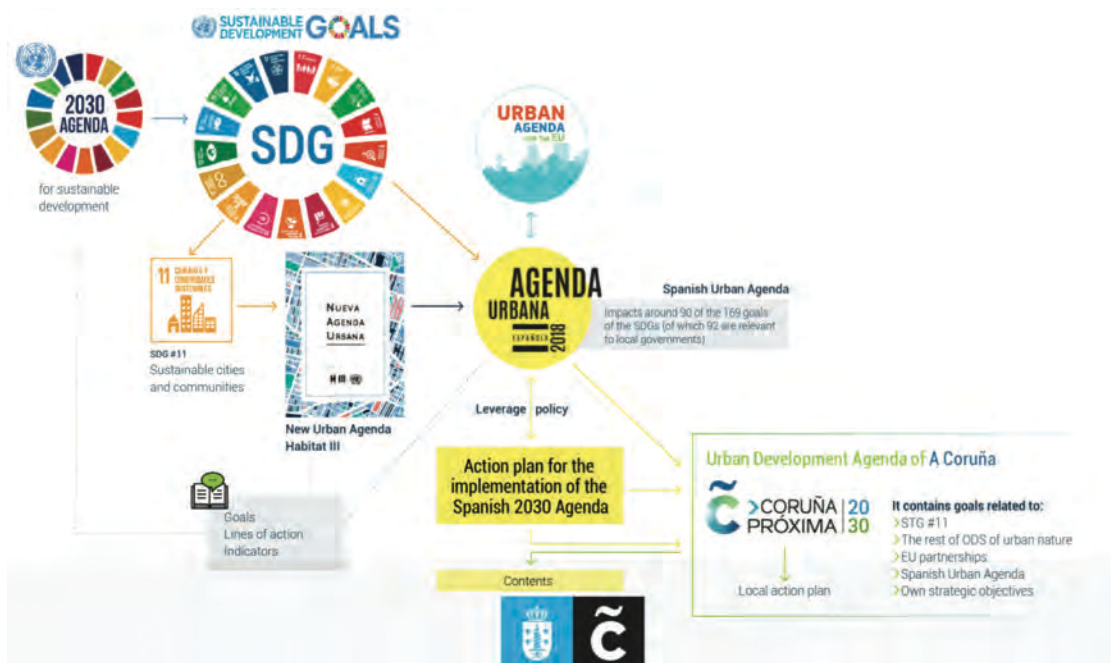 SUSTAINABLE
DEVELOPMENT
GOALS
2030
AGENDA
for sustainable
development
SDG
URBAN
AGENDA
FOR THE EU
11 CIUDADES Y
COMUNIDADES
SOSTENIBLES
SDG #11
Sustainable cities
and communities
NUEVA
AGENDA
URBANA
New Urban Agenda
Habitat III
AGENDA
URBANA
ESPAÑOLA
2018
Spanish Urban Agenda
Impacts around 90 of the 169 goals
of the SDGs (of which 92 are relevant
to local governments)
Leverage policy
Action plan for the
implementation of the
Spanish 2030 Agenda
Goals
Lines of action
Indicators
Contents
Urban Development Agenda of A Coruña
CORUÑA 20
PRÓXIMA 30
Local action plan
It contains goals related to:
>STG #11
>The rest of ODS of urban nature
>EU partnerships
>Spanish Urban Agenda
>Own strategic objectives